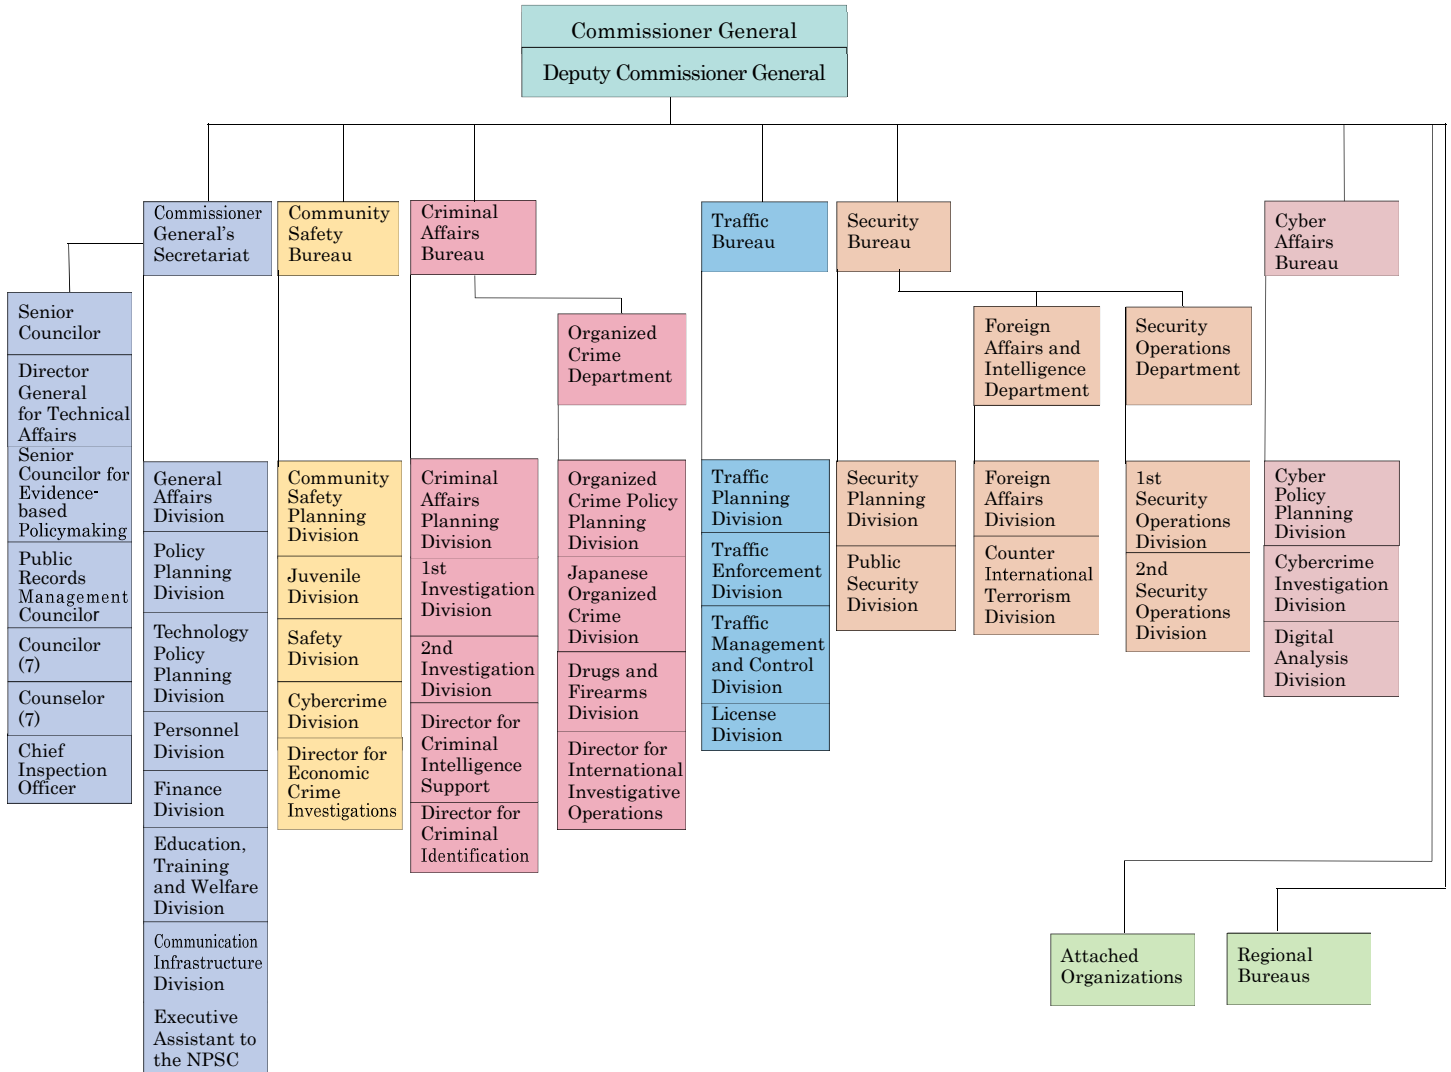 Commissioner General
Deputy Commissioner General
Commissioner
General's
Secretariat
Community
Safety
Bureau
Criminal
Affairs
Bureau
Traffic
Bureau
Security
Bureau
Cyber
Affairs
Bureau
Senior
Councilor
Director
General
for Technical
Affairs
Senior
Councilor for
Evidence-
based
Policymaking
Public
Records
Management
Councilor
Councilor
(7)
Counselor
(7)
Chief
Inspection
Officer
Organized
Crime
Department
Foreign
Affairs and
Intelligence
Department
Security
Operations
Department
General
Affairs
Division
Policy
Planning
Division
Technology
Policy
Planning
Division
Personnel
Division
Finance
Division
Education,
Training
and Welfare
Division
Communication
Infrastructure
Division
Executive
Assistant to
the NPSC
Community
Safety
Planning
Division
Juvenile
Division
Safety
Division
Cybercrime
Division
Director for
Economic
Crime
Investigations
Criminal
Affairs
Planning
Division
1st
Investigation
Division
2nd
Investigation
Division
Director for
Criminal
Intelligence
Support
Director for
Criminal
Identification
Organized
Crime Policy
Planning
Division
Japanese
Organized
Crime
Division
Drugs and
Firearms
Division
Director for
International
Investigative
Operations
Traffic
Planning
Division
Traffic
Enforcement
Division
Traffic
Management
and Control
Division
License
Division
Security
Planning
Division
Public
Security
Division
Foreign
Affairs
Division
Counter
International
Terrorism
Division
1st
Security
Operations
Division
2nd
Security
Operations
Division
Cyber
Policy
Planning
Division
Cybercrime
Investigation
Division
Digital
Analysis
Division
Attached
Organizations
Regional
Bureaus